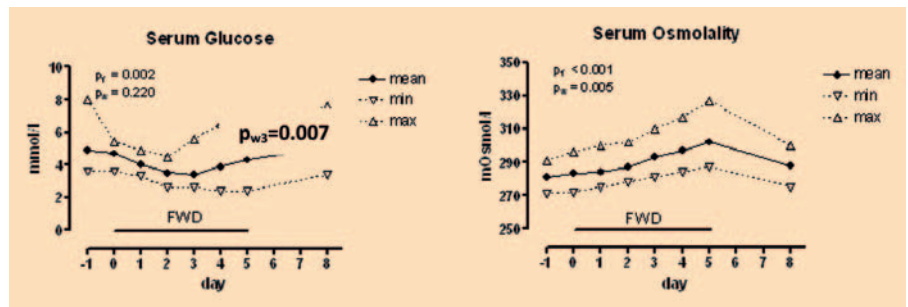 Serum Glucose
mmol/l
10
8
6
4
2
0
pf = 0.002
pw = 0.220
pw3=0.007
mean
min
max
FWD
-1 0 1 2 3 4 5 6 7 8
day
Serum Osmolality
mOsmol/l
350
330
310
290
270
250
pf <0.001
pw = 0.005
mean
min
max
FWD
-1 0 1 2 3 4 5 6 7 8
day